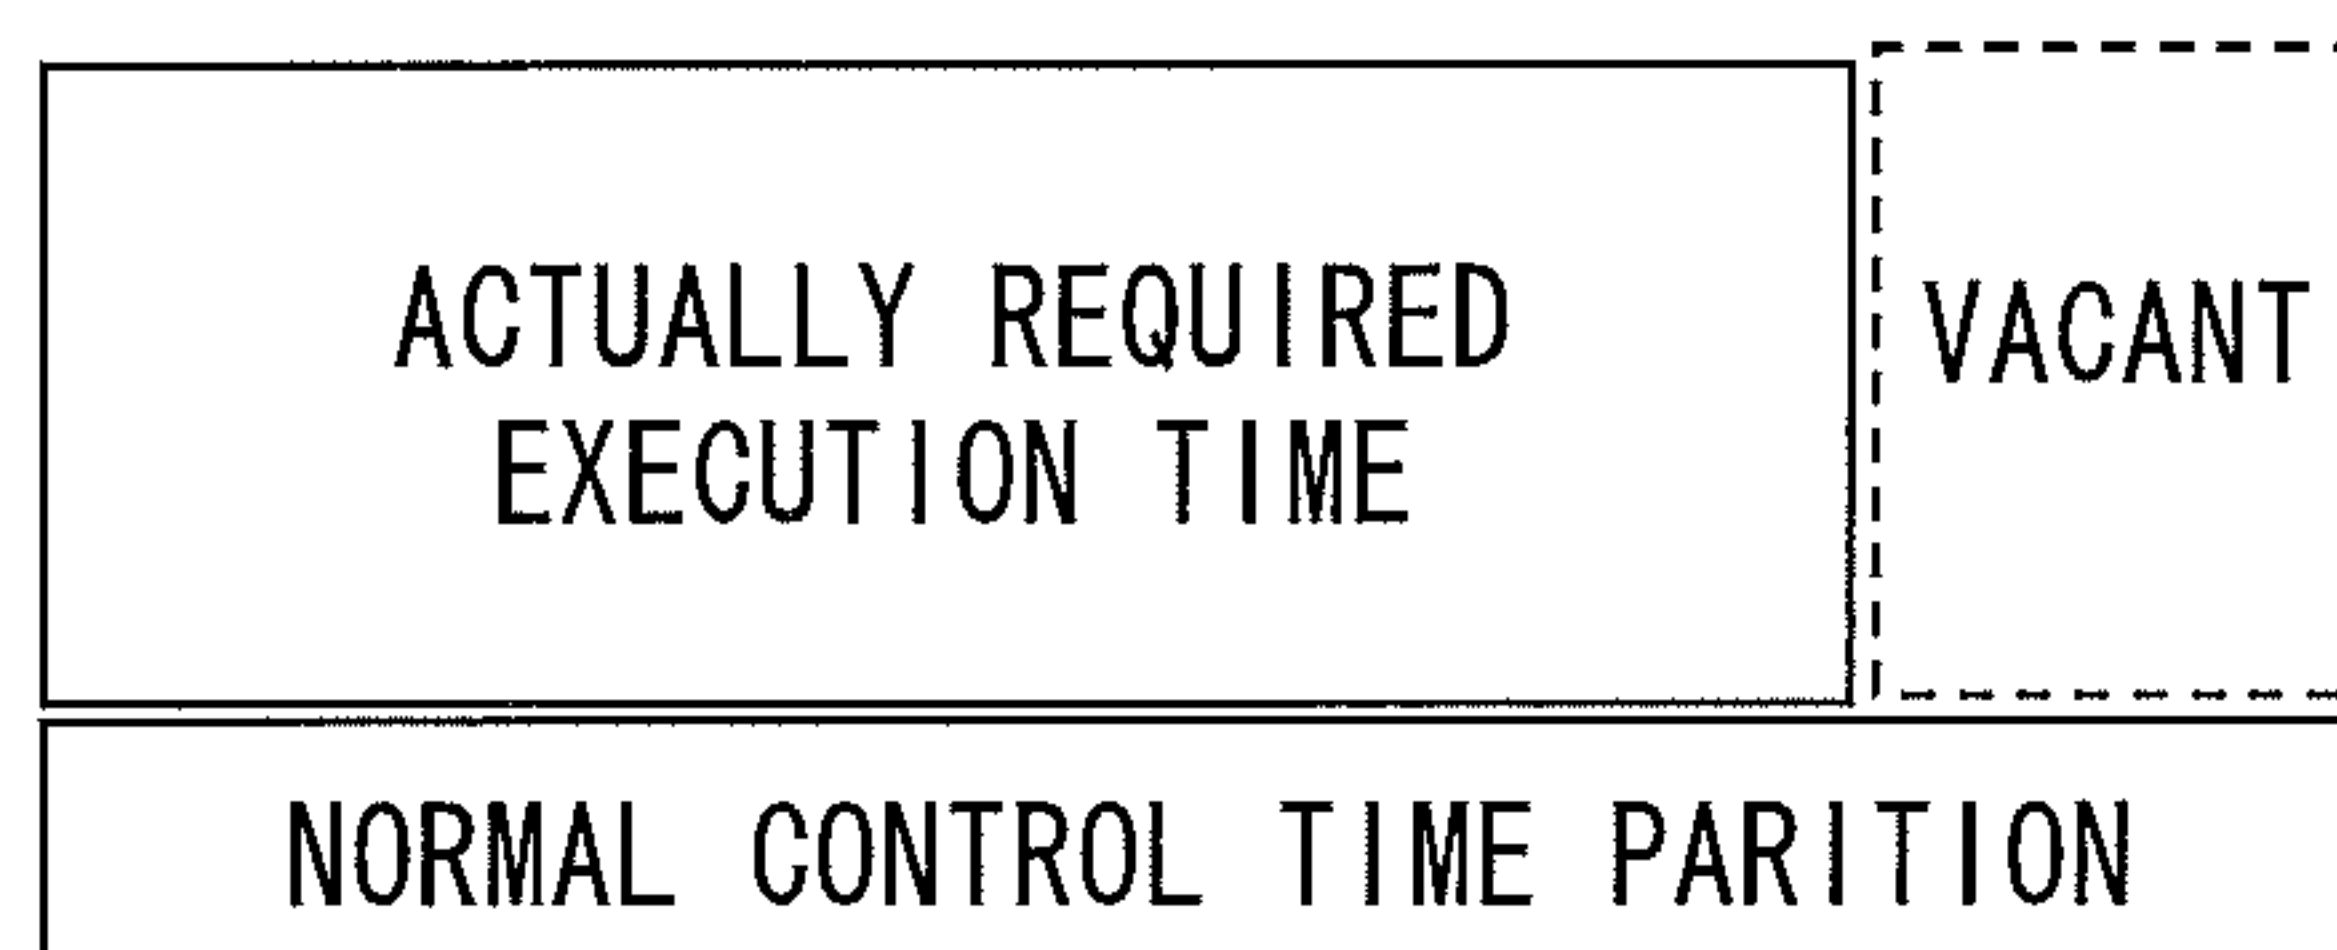 ACTUALLY REQUIRED
EXECUTION TIME
VACANT
NORMAL CONTROL TIME PARITION